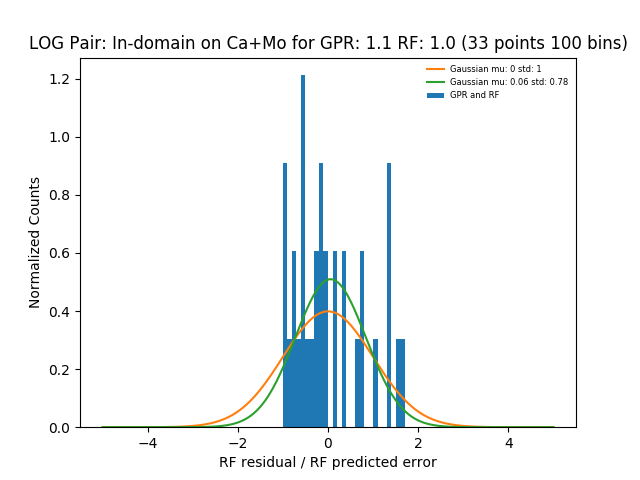 LOG Pair: In-domain on Ca+Mo for GPR: 1.1 RF: 1.0 (33 points 100 bins)
Gaussian mu: 0 std: 1
Gaussian mu: 0.06 std: 0.78
GPR and RF
Normalized Counts
1.2
1.0
0.8
0.6
0.4
0.2
0.0
−4 −2 0 2 4
RF residual / RF predicted error